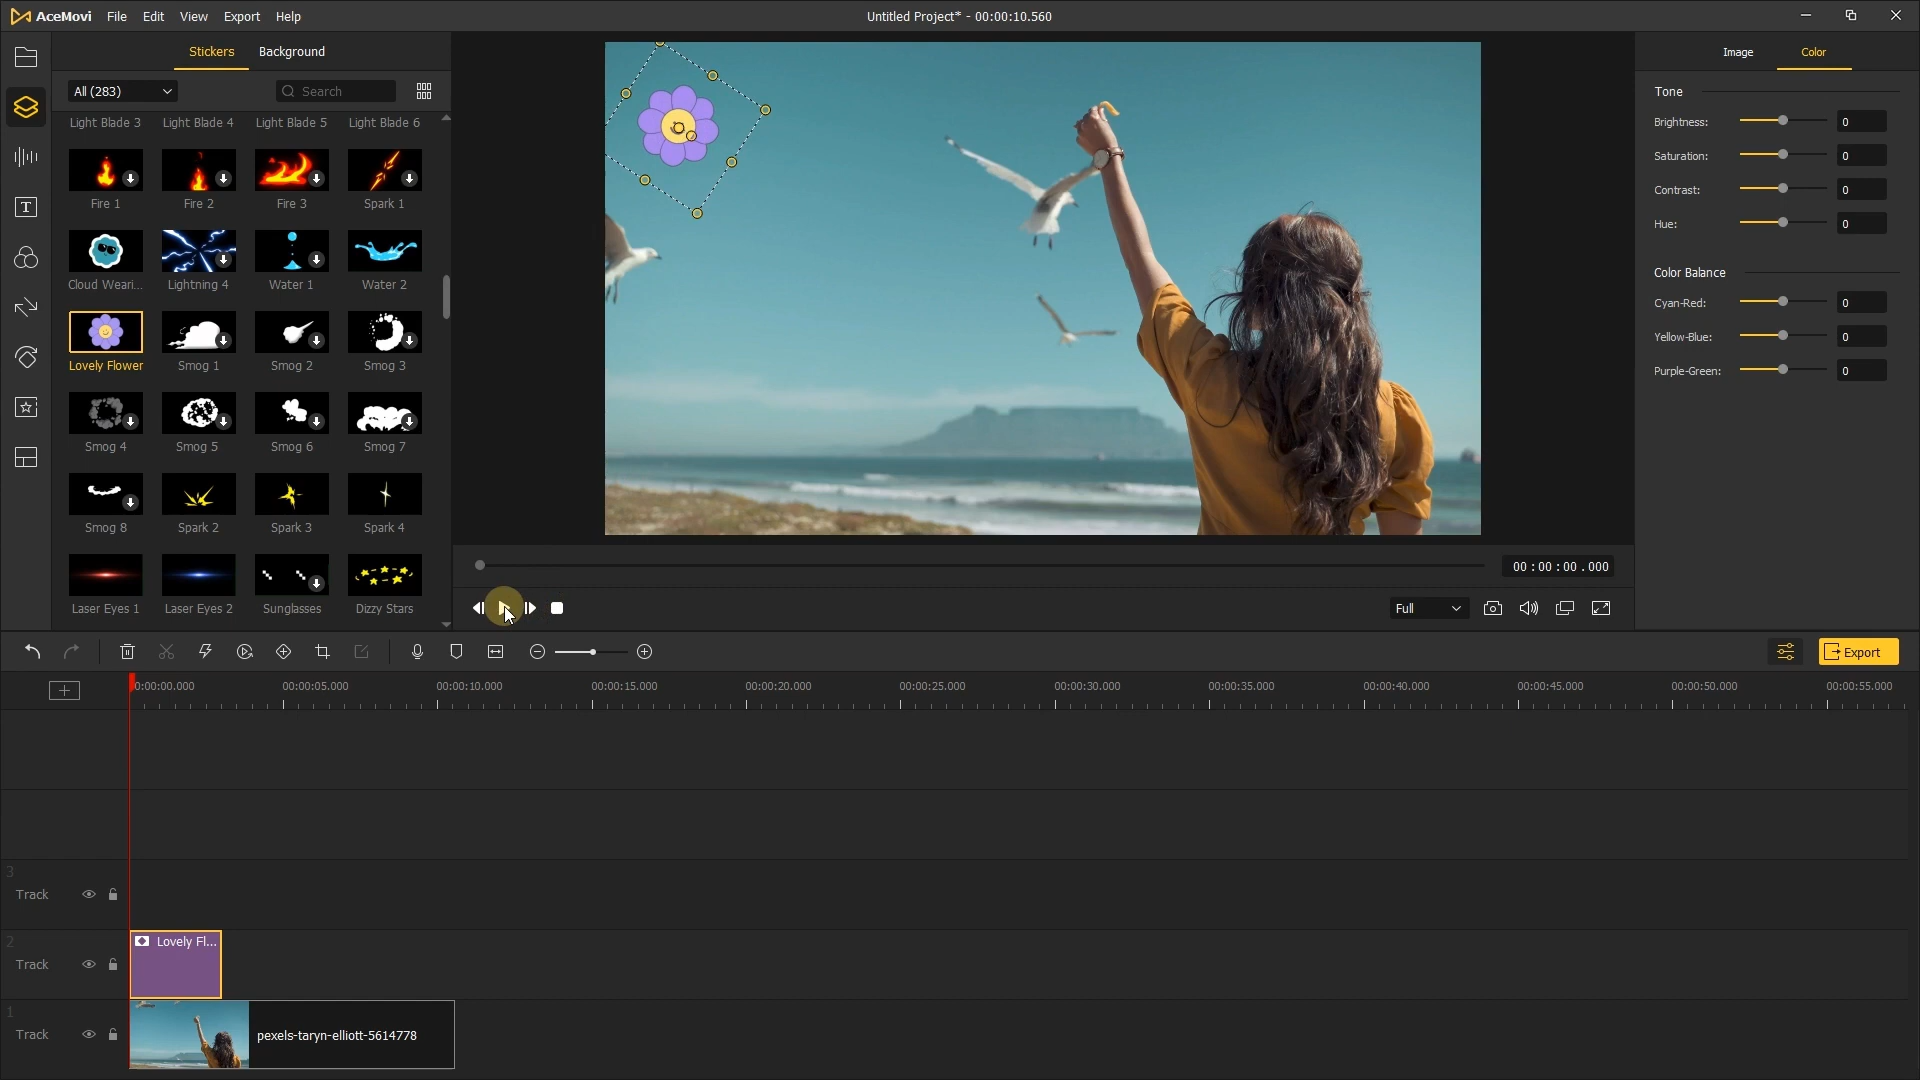 AceMovi File Edit View Export Help
Untitled Project* - 00:00:10.560
Stickers Background
All (283)
Search
Light Blade 3 Light Blade 4 Light Blade 5 Light Blade 6
Fire 1 Fire 2 Fire 3 Spark 1
Cloud Weari... Lightning 4 Water 1 Water 2
Lovely Flower Smog 1 Smog 2 Smog 3
Smog 4 Smog 5 Smog 6 Smog 7
Smog 8 Spark 2 Spark 3 Spark 4
Laser Eyes 1 Laser Eyes 2 Sunglasses Dizzy Stars
00 : 00 : 00 .000
Full
Image Color
Tone
Brightness: 0
Saturation: 0
Contrast: 0
Hue: 0
Color Balance
Cyan-Red: 0
Yellow-Blue: 0
Purple-Green: 0
Export
0:00:00.000 00:00:05.000 00:00:10.000 00:00:15.000 00:00:20.000 00:00:25.000 00:00:30.000 00:00:35.000 00:00:40.000 00:00:45.000 00:00:50.000 00:00:55.000
3
Track
2
Track
Lovely Fl...
1
Track
pexels-taryn-elliott-5614778